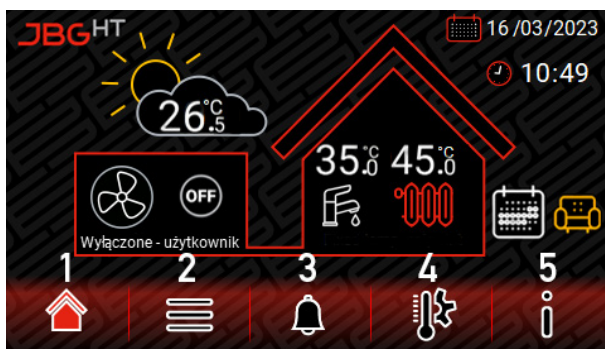 JBG HT
16/03/2023
10:49
26.5°C
35.0°C 45.0°C
OFF
Wyłączone - użytkownik
1 2 3 4 5